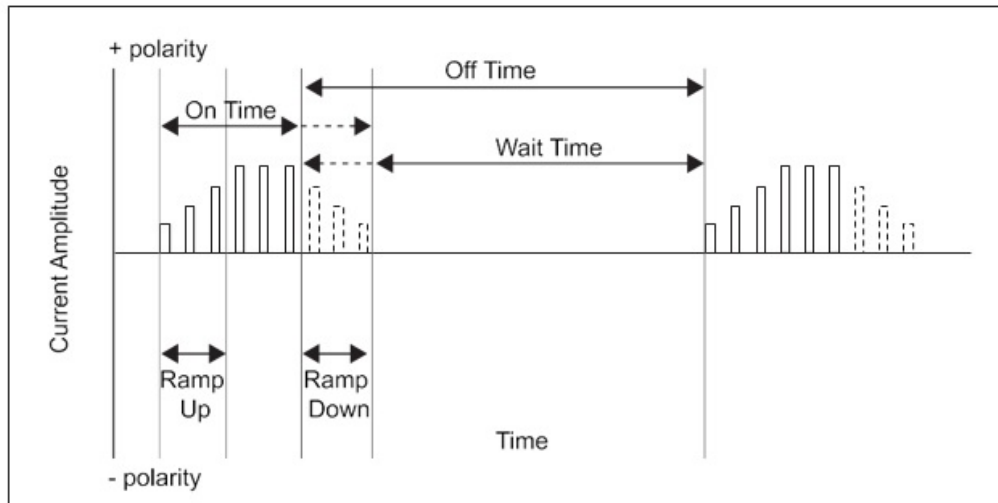 + polarity
Off Time
On Time
Wait Time
Current Amplitude
Ramp
Up
Ramp
Down
Time
- polarity